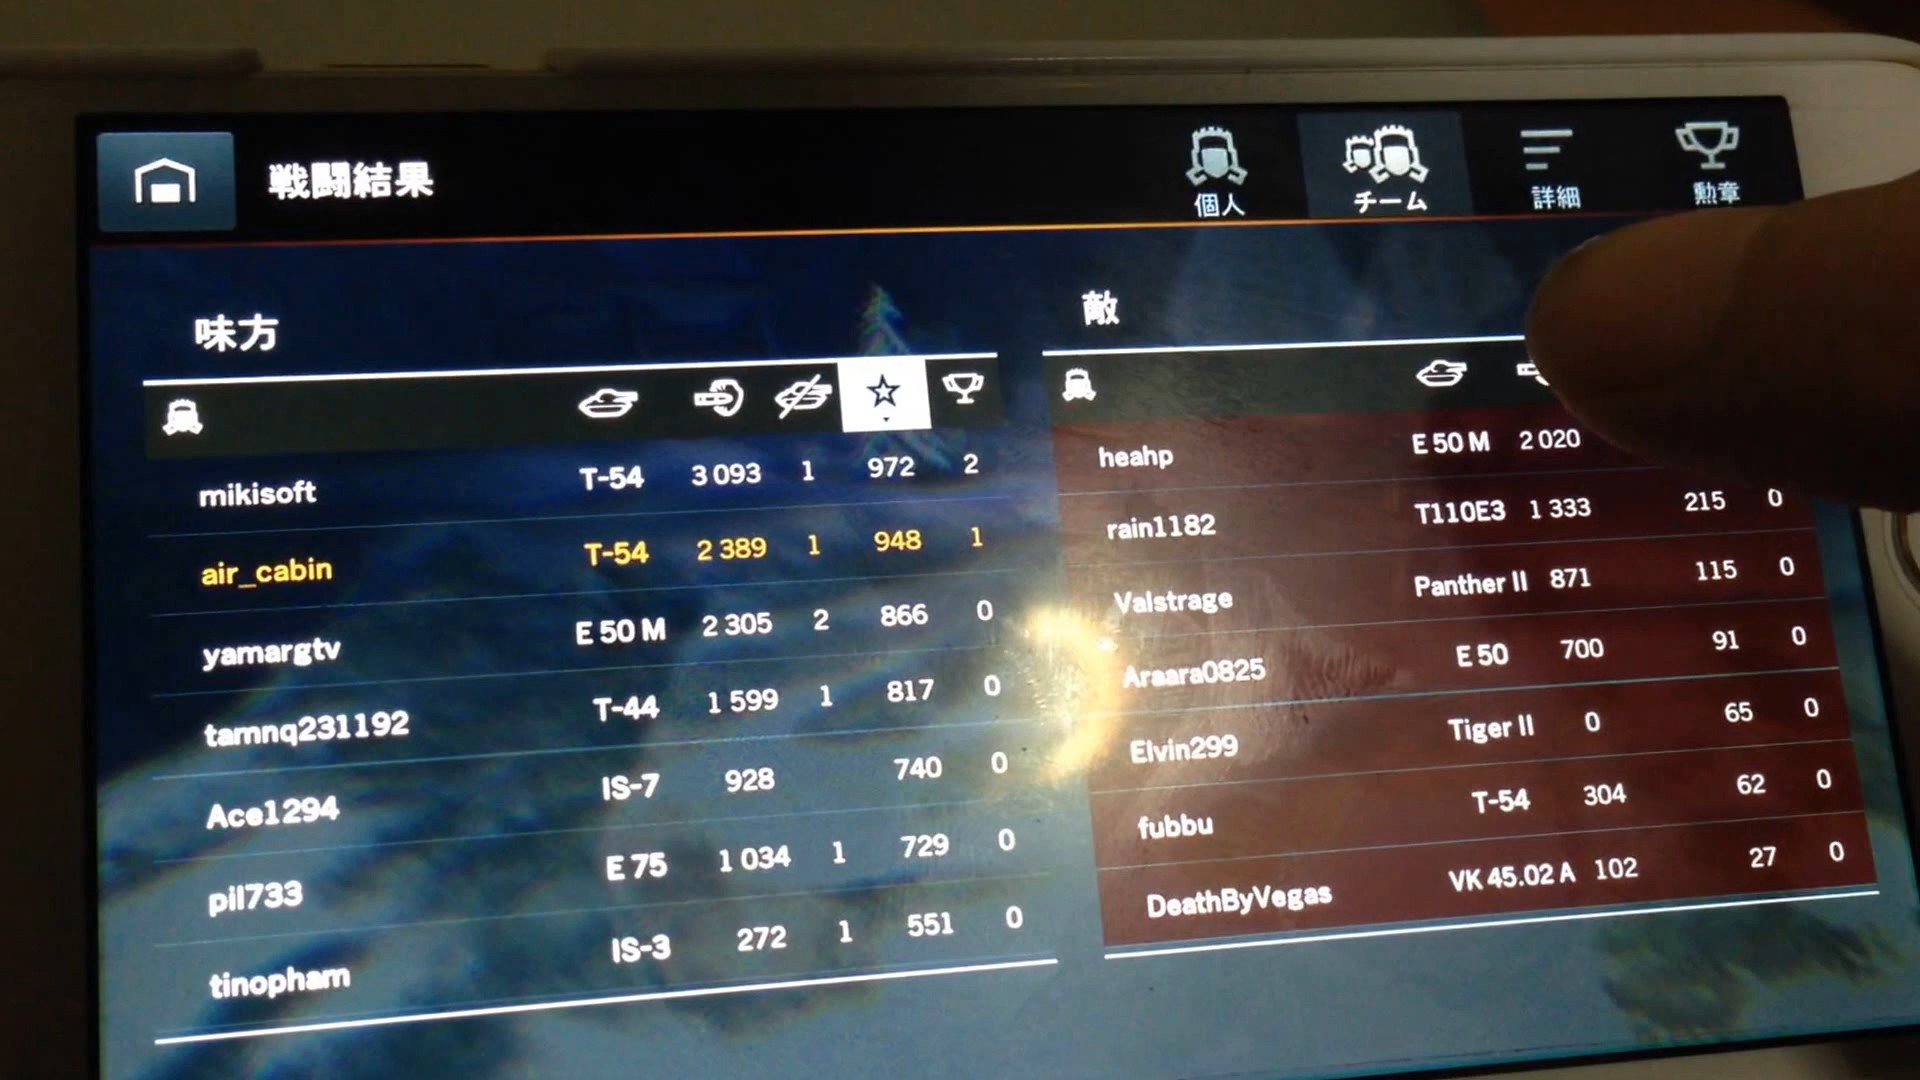 戦闘結果
個人
チーム
詳細
勲章
味方
mikisoft T-54 3 093 1 972 2
air_cabin T-54 2 389 1 948 1
yamargtv E 50 M 2 305 2 866 0
tamnq231192 T-44 1 599 1 817 0
Ace1294 IS-7 928 740 0
pil733 E 75 1 034 1 729 0
tinopham IS-3 272 1 551 0
敵
heahp E 50 M 2 020
rain1182 T110E3 1 333 215 0
Valstrage Panther II 871 115 0
Araara0825 E 50 700 91 0
Elvin299 Tiger II 0 65 0
fubbu T-54 304 62 0
DeathByVegas VK 45.02 A 102 27 0